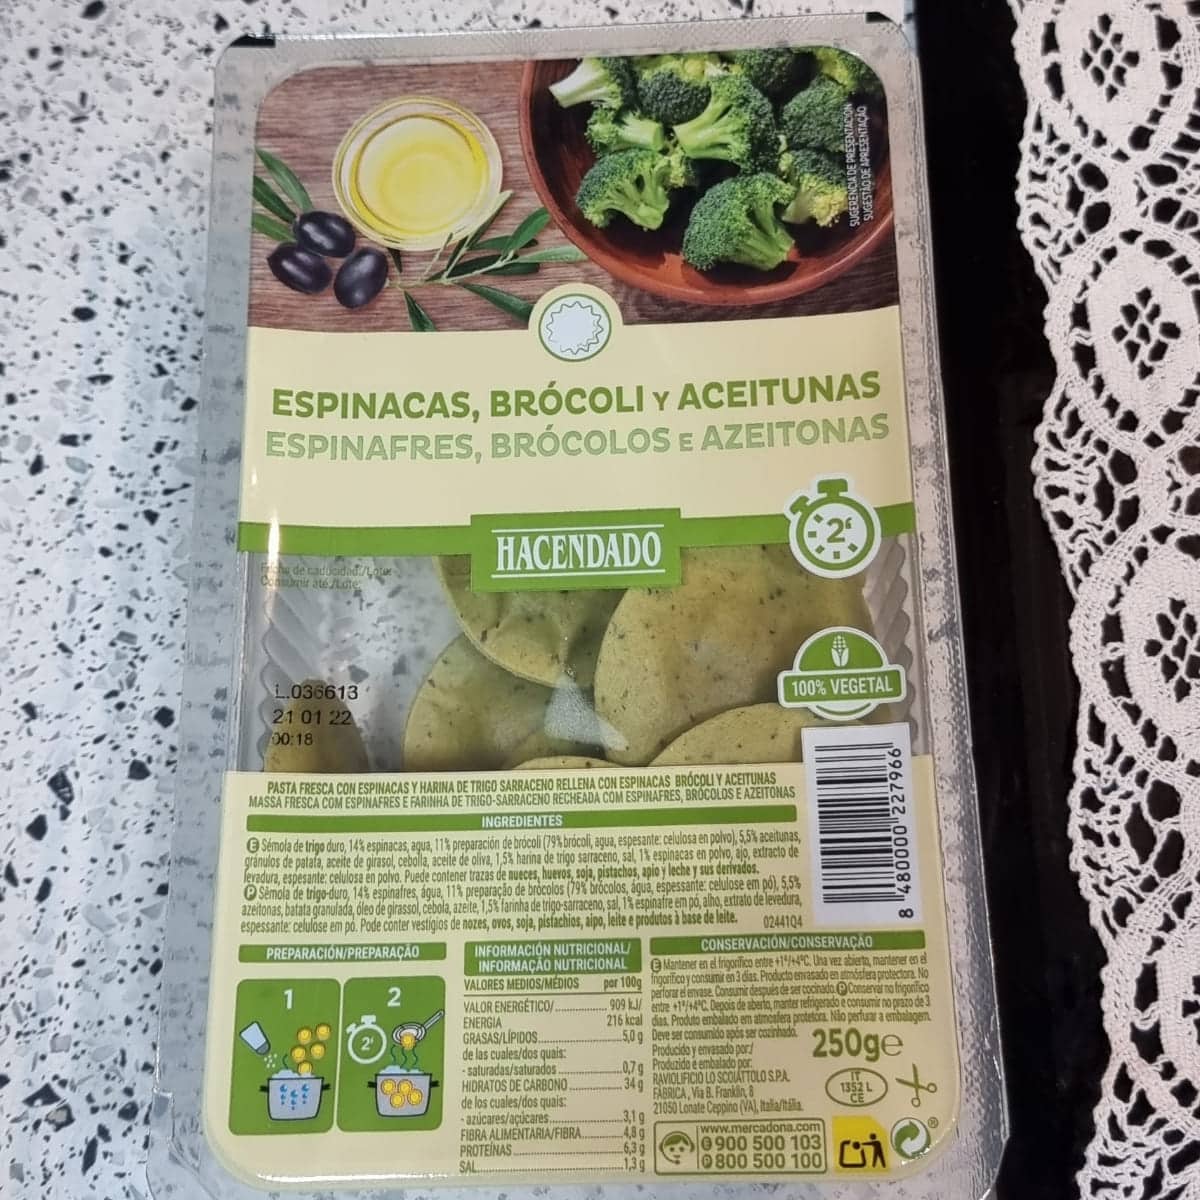 SUGERENCIA DE PRESENTACIÓN
SUGESTÃO DE APRESENTAÇÃO
ESPINACAS, BRÓCOLI Y ACEITUNAS
ESPINAFRES, BRÓCOLOS E AZEITONAS
HACENDADO
2'
Fecha de caducidad:/Lote:
Consumir até:/Lote:
L.036613
21 01 22
00:18
100% VEGETAL
PASTA FRESCA CON ESPINACAS Y HARINA DE TRIGO SARRACENO RELLENA CON ESPINACAS BRÓCOLI Y ACEITUNAS
MASSA FRESCA COM ESPINAFRES E FARINHA DE TRIGO-SARRACENO RECHEADA COM ESPINAFRES, BRÓCOLOS E AZEITONAS
INGREDIENTES
E Sémola de trigo duro, 14% espinacas, agua, 11% preparación de brócoli (79% brócoli, agua, espesante: celulosa en polvo), 5,5% aceitunas,
gránulos de patata, aceite de girasol, cebolla, aceite de oliva, 1,5% harina de trigo sarraceno, sal, 1% espinacas en polvo, ajo, extracto de
levadura, espesante: celulosa en polvo. Puede contener trazas de nueces, huevos, soja, pistachos, apio y leche y sus derivados.
P Sêmola de trigo-duro, 14% espinafres, água, 11% preparação de brócolos (79% brócolos, água, espessante: celulose em pó), 5,5%
azeitonas, batata granulada, óleo de girassol, cebola, azeite, 1,5% farinha de trigo-sarraceno, sal, 1% espinafre em pó, alho, extrato de levedura,
espessante: celulose em pó. Pode conter vestígios de nozes, ovos, soja, pistachios, aipo, leite e produtos à base de leite.
02441Q4
8 480000 227966
PREPARACIÓN/PREPARAÇÃO
1
2
2'
INFORMACIÓN NUTRICIONAL/
INFORMAÇÃO NUTRICIONAL
VALORES MEDIOS/MÉDIOS por 100g
VALOR ENERGÉTICO/ 909 kJ/
ENERGIA 216 kcal
GRASAS/LÍPIDOS 5,0 g
de las cuales/dos quais:
- saturadas/saturados 0,7 g
HIDRATOS DE CARBONO 34 g
de los cuales/dos quais:
- azúcares/açúcares 3,1 g
FIBRA ALIMENTARIA/FIBRA 4,8 g
PROTEÍNAS 6,3 g
SAL 1,3 g
CONSERVACIÓN/CONSERVAÇÃO
E Mantener en el frigorífico entre +1º/+4ºC. Una vez abierto, mantener en el
frigorífico y consumir en 3 días. Producto envasado en atmósfera protectora. No
perforar el envase. Consumir después de ser cocinado. P Conservar no frigorífico
entre +1º/+4ºC. Depois de aberto, manter refrigerado e consumir no prazo de 3
dias. Produto embalado em atmosfera protetora. Não perfurar a embalagem.
Deve ser consumido após ser cozinhado.
Producido y envasado por:/
Produzido e embalado por:
RAVIOLIFICIO LO SCOIATTOLO S.P.A.
FÁBRICA, Via B. Franklin, 8
21050 Lonate Ceppino (VA), Italia/Itália.
250g e
IT
1352 L
CE
www.mercadona.com
E 900 500 103
P 800 500 100